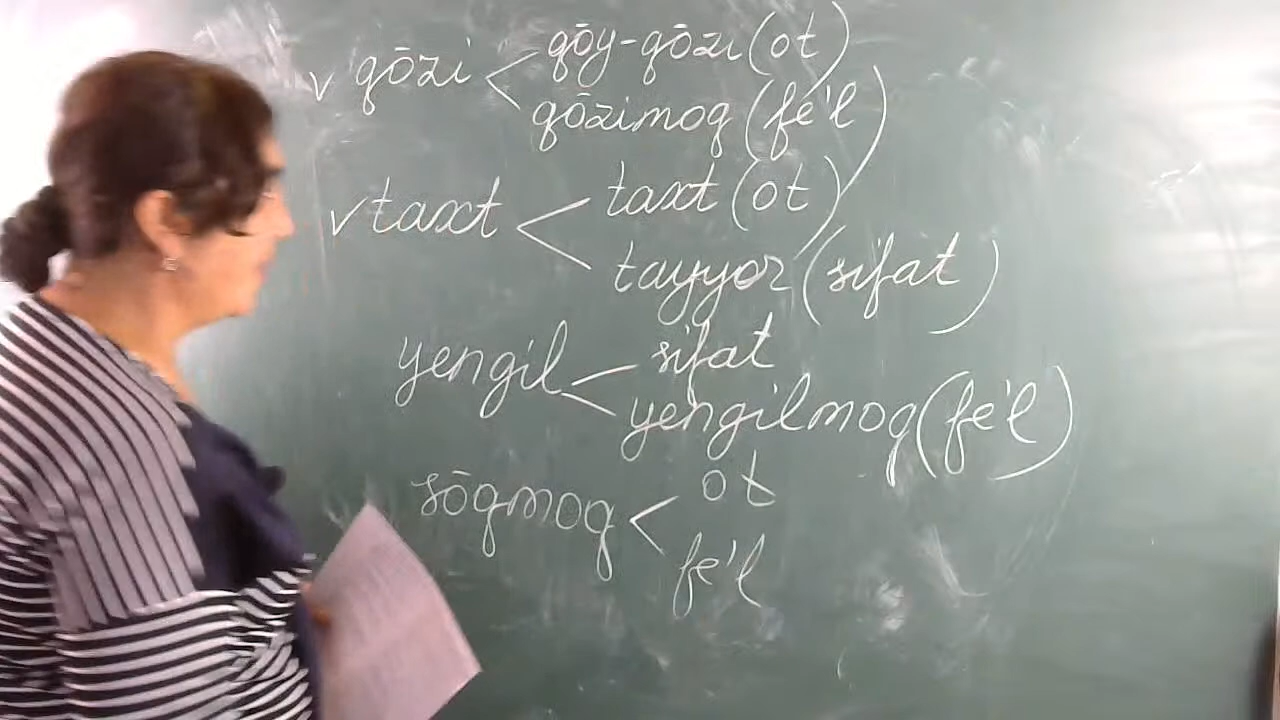 v qōzi < qōy-qōzi (ot)
qōzimoq (fe'l)
v taxt < taxt (ot)
tayyor (sifat)
yengil < sifat
yengilmoq (fe'l)
sōqmoq < ot
fe'l